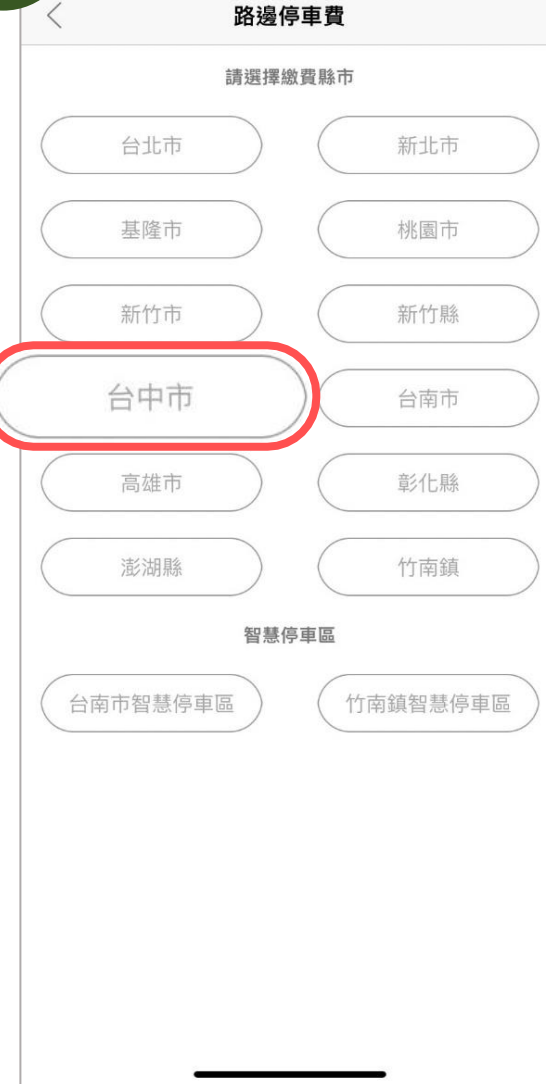 路邊停車費
請選擇繳費縣市
台北市
新北市
基隆市
桃園市
新竹市
新竹縣
台中市
台南市
高雄市
彰化縣
澎湖縣
竹南鎮
智慧停車區
台南市智慧停車區
竹南鎮智慧停車區